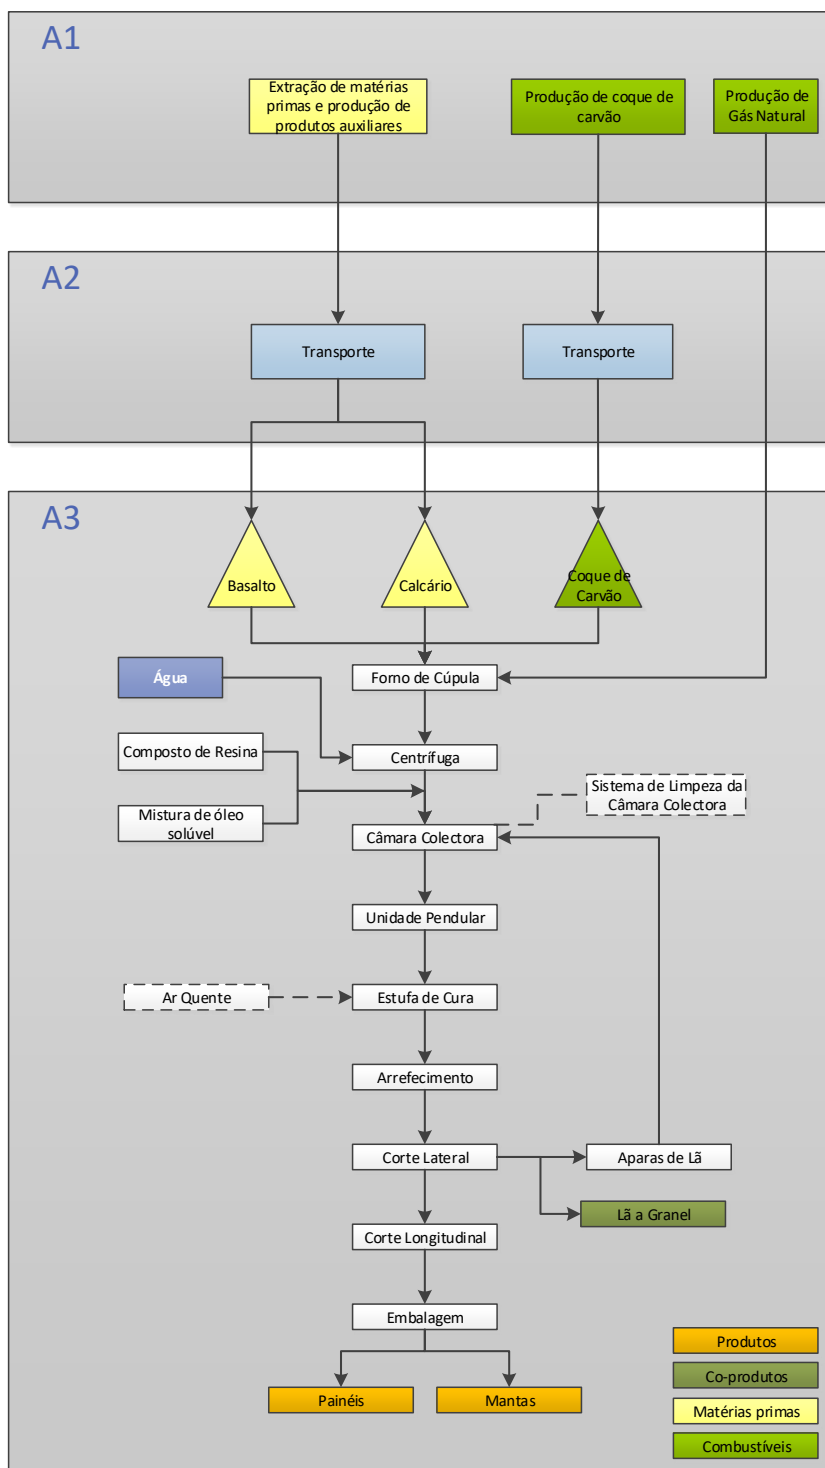 A1
Extração de matérias
primas e produção de
produtos auxiliares
Produção de coque de
carvão
Produção de
Gás Natural
A2
Transporte
Transporte
A3
Basalto
Calcário
Coque de
Carvão
Água
Forno de Cúpula
Composto de Resina
Centrífuga
Sistema de Limpeza da
Câmara Colectora
Mistura de óleo
solúvel
Câmara Colectora
Unidade Pendular
Ar Quente
Estufa de Cura
Arrefecimento
Corte Lateral
Aparas de Lã
Lã a Granel
Corte Longitudinal
Embalagem
Painéis
Mantas
Produtos
Co-produtos
Matérias primas
Combustíveis